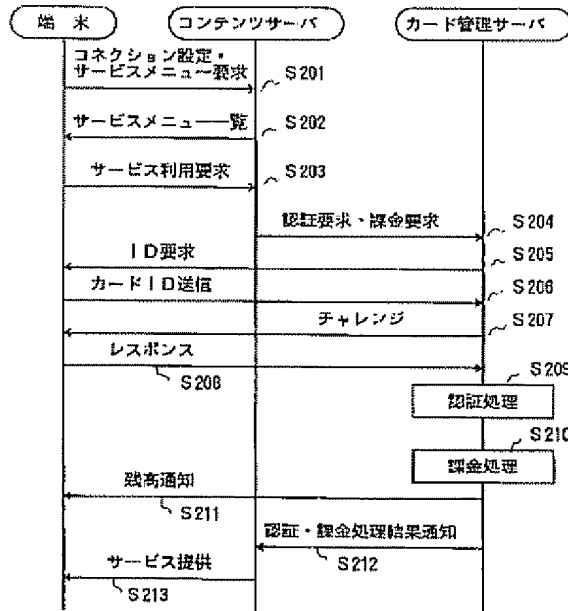 端 末
コンテンツサーバ
カード管理サーバ
コネクション設定・
サービスメニュー要求
S201
サービスメニュー一覧
S202
サービス利用要求
S203
認証要求・課金要求
S204
ID要求
S205
カードID送信
S206
チャレンジ
S207
レスポンス
S208
S209
認証処理
S210
課金処理
残高通知
S211
認証・課金処理結果通知
S212
サービス提供
S213